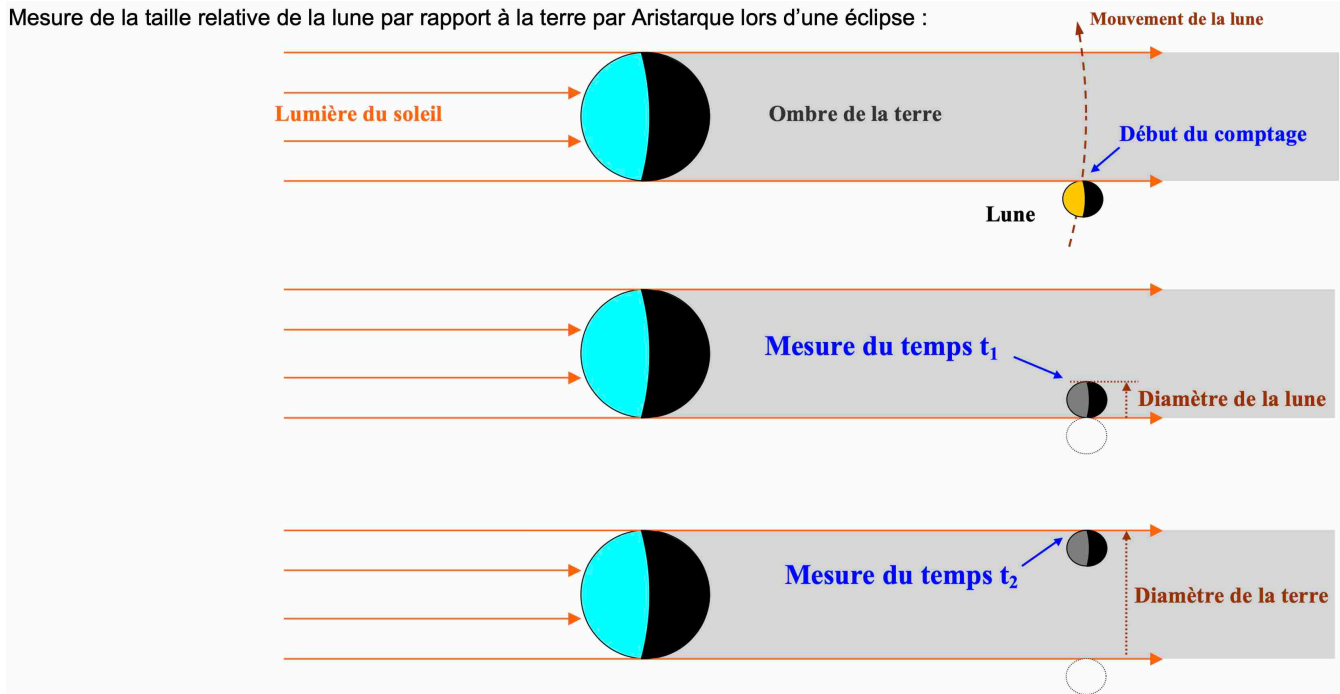 Mesure de la taille relative de la lune par rapport à la terre par Aristarque lors d’une éclipse :
Mouvement de la lune
Lumière du soleil
Ombre de la terre
Début du comptage
Lune
Mesure du temps t₁
Diamètre de la lune
Mesure du temps t₂
Diamètre de la terre